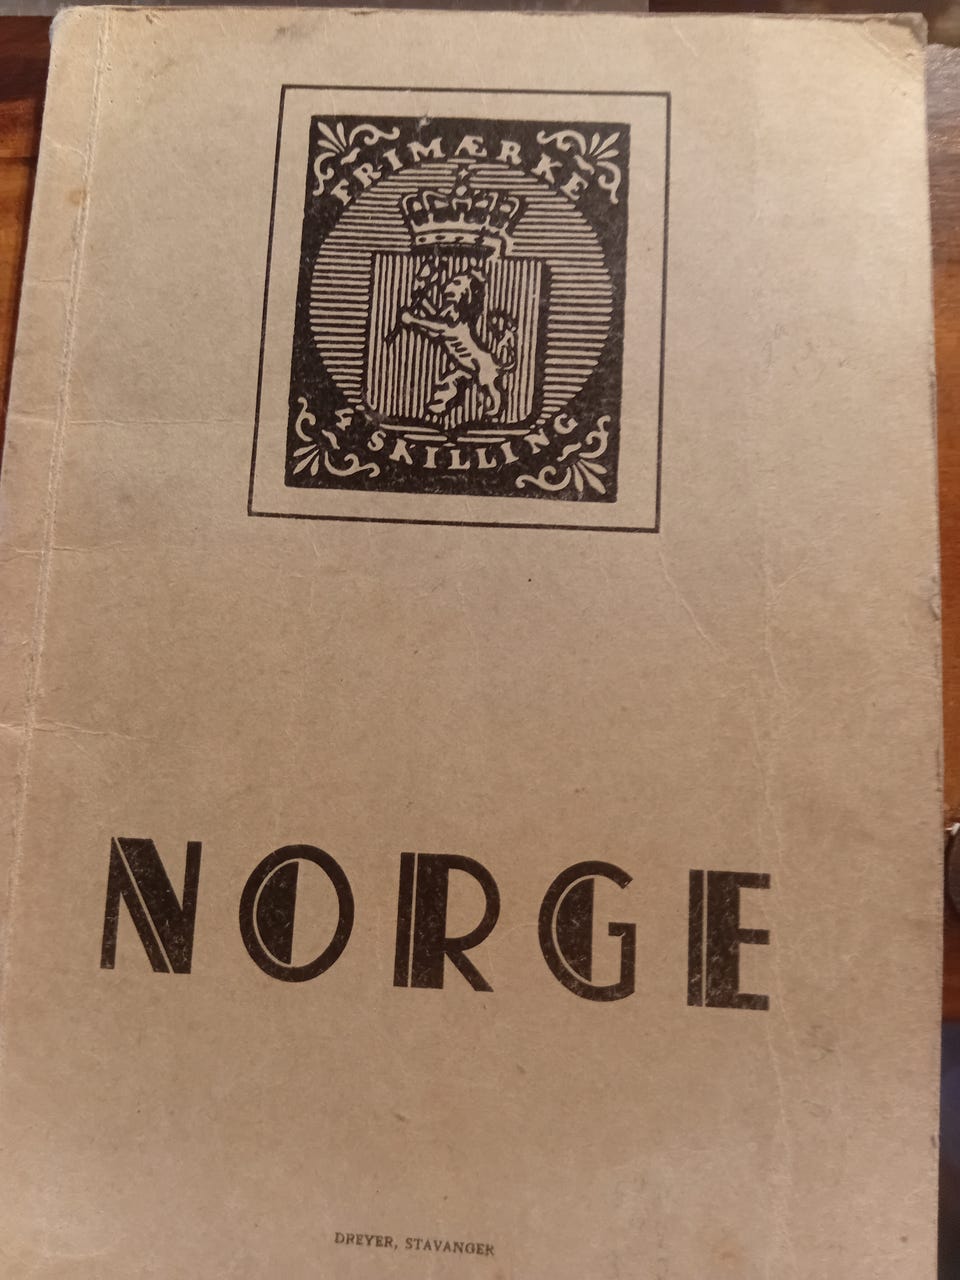 FRIMÆRKE
4 SKILLING
NORGE
DREYER, STAVANGER